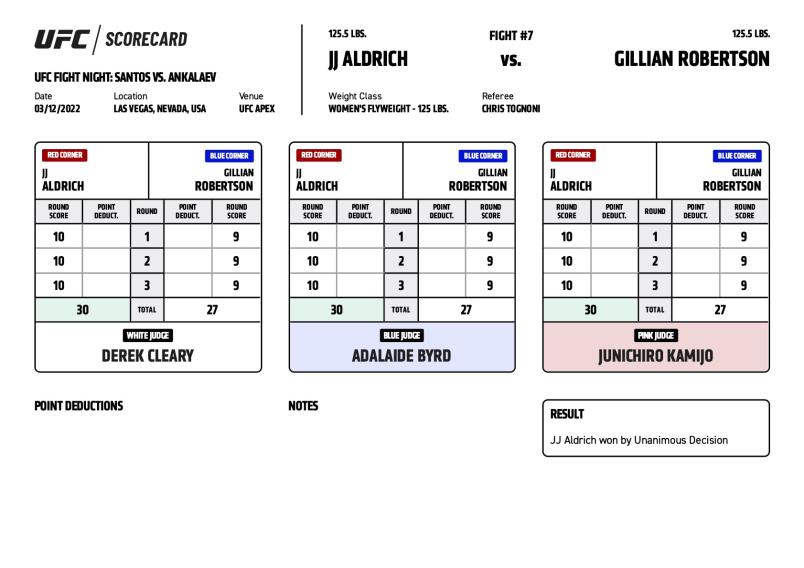 UFC / SCORECARD
UFC FIGHT NIGHT: SANTOS VS. ANKALAEV
Date Location Venue
03/12/2022 LAS VEGAS, NEVADA, USA UFC APEX
125.5 LBS. FIGHT #7 125.5 LBS.
JJ ALDRICH VS. GILLIAN ROBERTSON
Weight Class Referee
WOMEN'S FLYWEIGHT - 125 LBS. CHRIS TOGNONI
RED CORNER BLUE CORNER
JJ GILLIAN
ALDRICH ROBERTSON
ROUND POINT ROUND POINT ROUND
SCORE DEDUCT. DEDUCT. SCORE
10 1 9
10 2 9
10 3 9
30 TOTAL 27
WHITE JUDGE
DEREK CLEARY
RED CORNER BLUE CORNER
JJ GILLIAN
ALDRICH ROBERTSON
ROUND POINT ROUND POINT ROUND
SCORE DEDUCT. DEDUCT. SCORE
10 1 9
10 2 9
10 3 9
30 TOTAL 27
BLUE JUDGE
ADALAIDE BYRD
RED CORNER BLUE CORNER
JJ GILLIAN
ALDRICH ROBERTSON
ROUND POINT ROUND POINT ROUND
SCORE DEDUCT. DEDUCT. SCORE
10 1 9
10 2 9
10 3 9
30 TOTAL 27
PINK JUDGE
JUNICHIRO KAMIJO
POINT DEDUCTIONS
NOTES
RESULT
JJ Aldrich won by Unanimous Decision